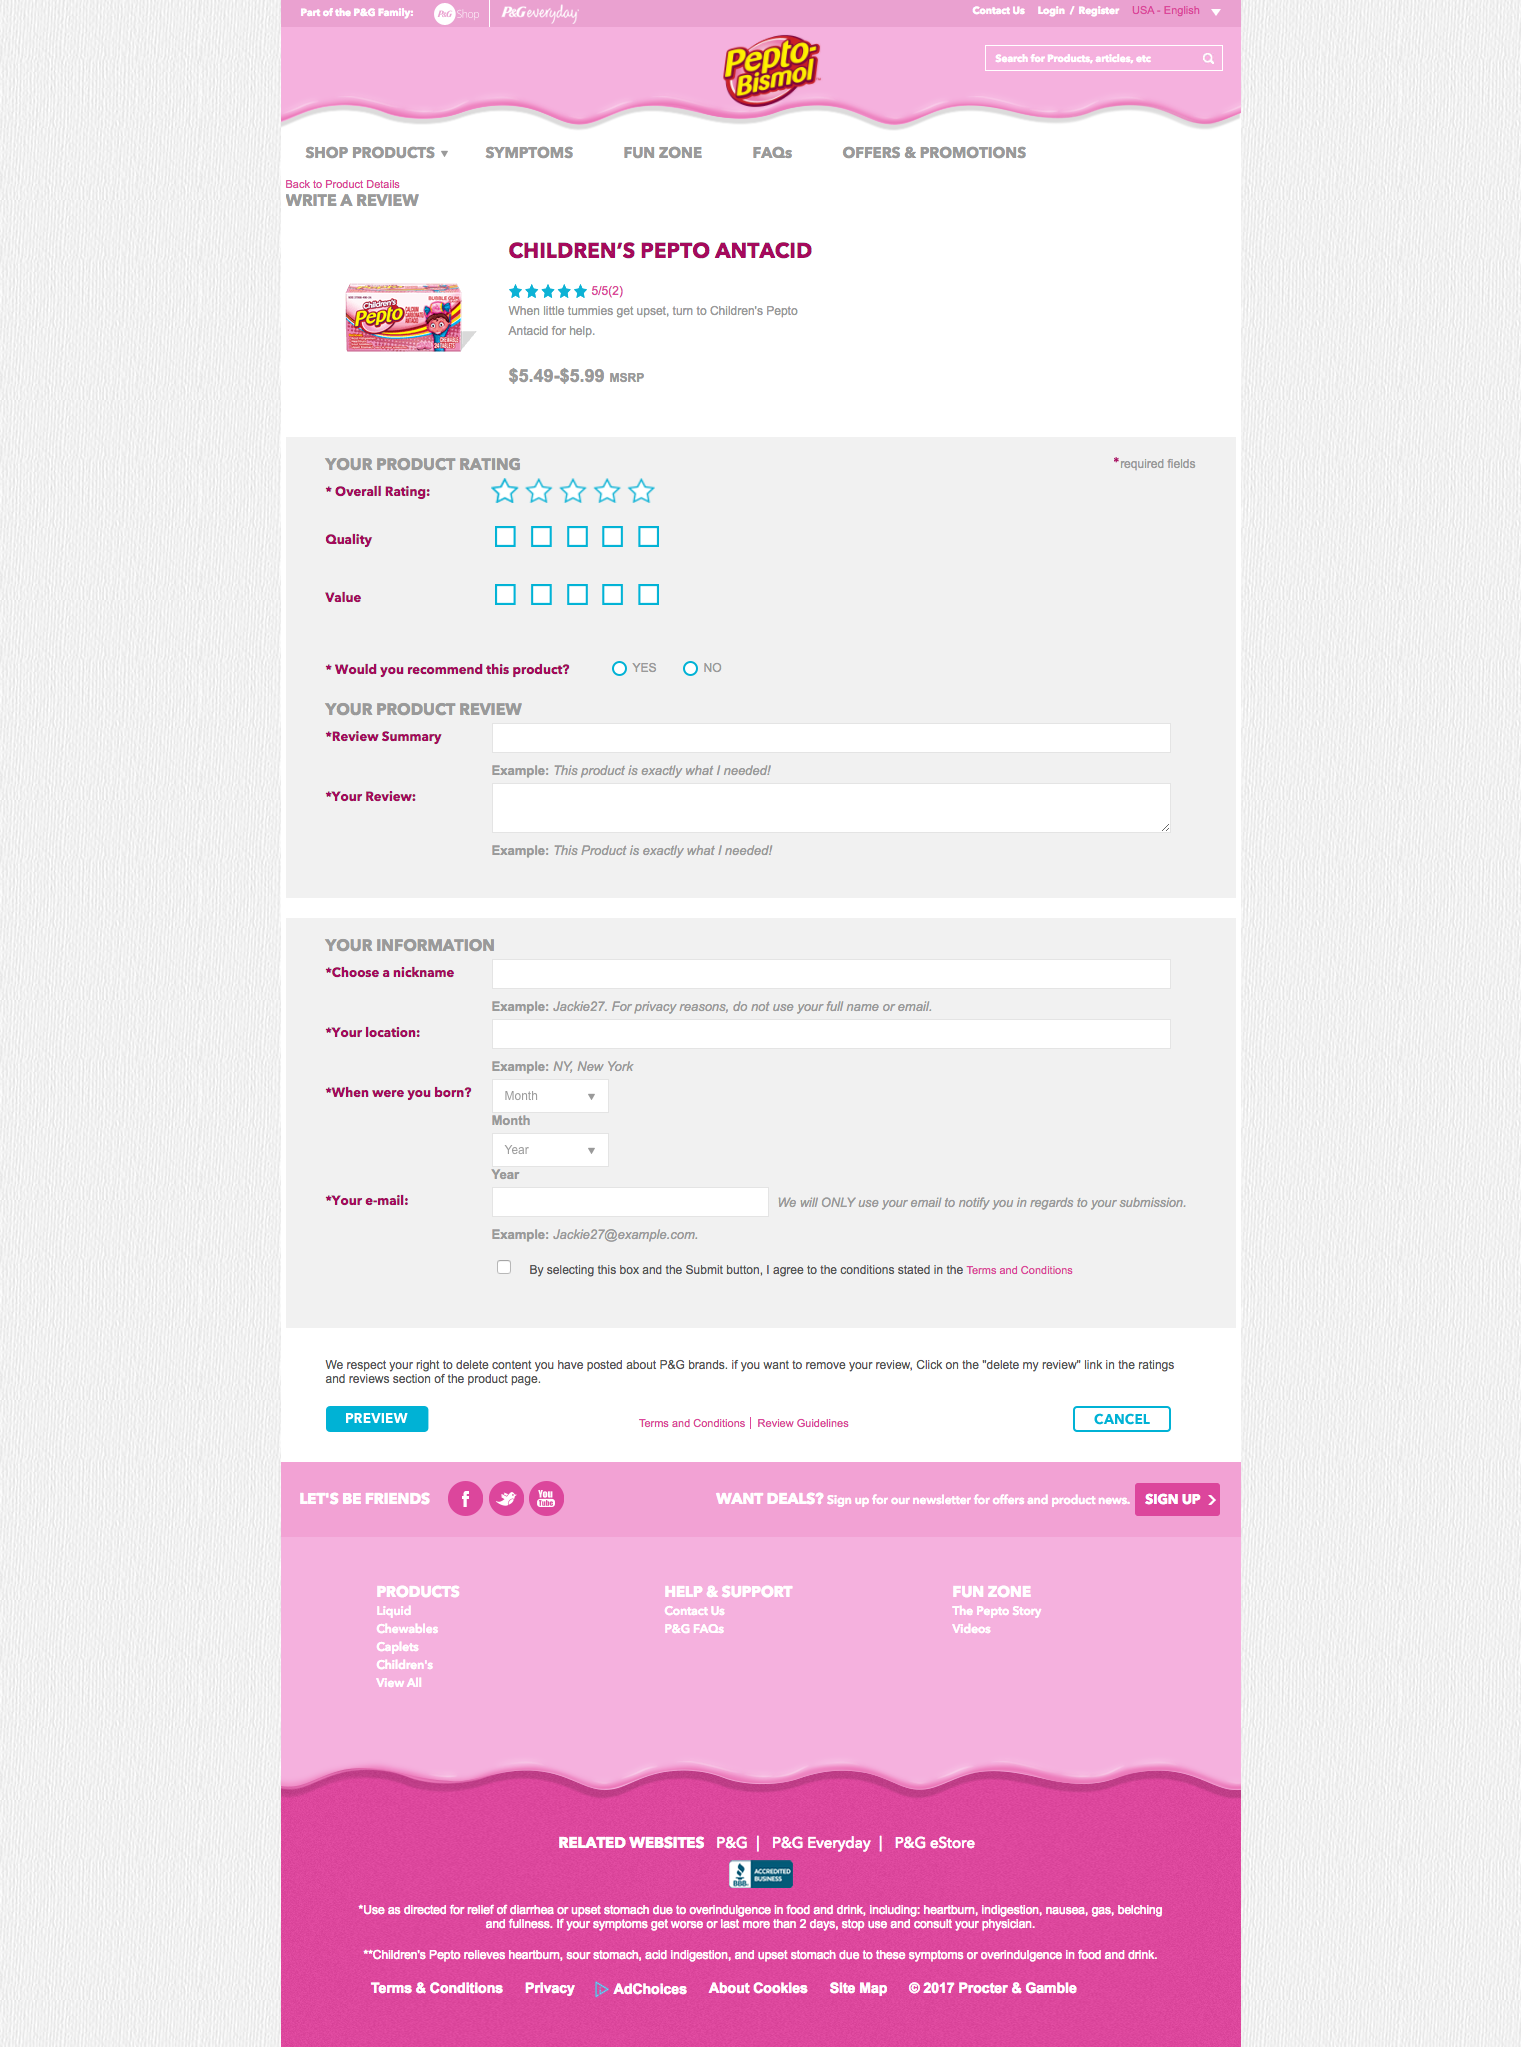 Part of the P&G Family:
P&G Shop
P&G everyday
Contact Us
Login / Register
USA - English
Pepto-
Bismol
Search for Products, articles, etc
SHOP PRODUCTS ▼
SYMPTOMS
FUN ZONE
FAQs
OFFERS & PROMOTIONS
Back to Product Details
WRITE A REVIEW
CHILDREN’S PEPTO ANTACID
Children's
Pepto
BUBBLE GUM
5/5(2)
When little tummies get upset, turn to Children's Pepto
Antacid for help.
$5.49-$5.99 MSRP
YOUR PRODUCT RATING
*required fields
* Overall Rating:
Quality
Value
* Would you recommend this product?
YES
NO
YOUR PRODUCT REVIEW
*Review Summary
Example: This product is exactly what I needed!
*Your Review:
Example: This Product is exactly what I needed!
YOUR INFORMATION
*Choose a nickname
Example: Jackie27. For privacy reasons, do not use your full name or email.
*Your location:
Example: NY, New York
*When were you born?
Month ▼
Month
Year ▼
Year
*Your e-mail:
We will ONLY use your email to notify you in regards to your submission.
Example: Jackie27@example.com.
By selecting this box and the Submit button, I agree to the conditions stated in the Terms and Conditions
We respect your right to delete content you have posted about P&G brands. if you want to remove your review, Click on the "delete my review" link in the ratings
and reviews section of the product page.
PREVIEW
Terms and Conditions | Review Guidelines
CANCEL
LET'S BE FRIENDS
f
You
Tube
WANT DEALS? Sign up for our newsletter for offers and product news.
SIGN UP >
PRODUCTS
Liquid
Chewables
Caplets
Children's
View All
HELP & SUPPORT
Contact Us
P&G FAQs
FUN ZONE
The Pepto Story
Videos
RELATED WEBSITES P&G | P&G Everyday | P&G eStore
BBB.
ACCREDITED
BUSINESS
*Use as directed for relief of diarrhea or upset stomach due to overindulgence in food and drink, including: heartburn, indigestion, nausea, gas, belching
and fullness. If your symptoms get worse or last more than 2 days, stop use and consult your physician.
**Children's Pepto relieves heartburn, sour stomach, acid indigestion, and upset stomach due to these symptoms or overindulgence in food and drink.
Terms & Conditions
Privacy
AdChoices
About Cookies
Site Map
© 2017 Procter & Gamble